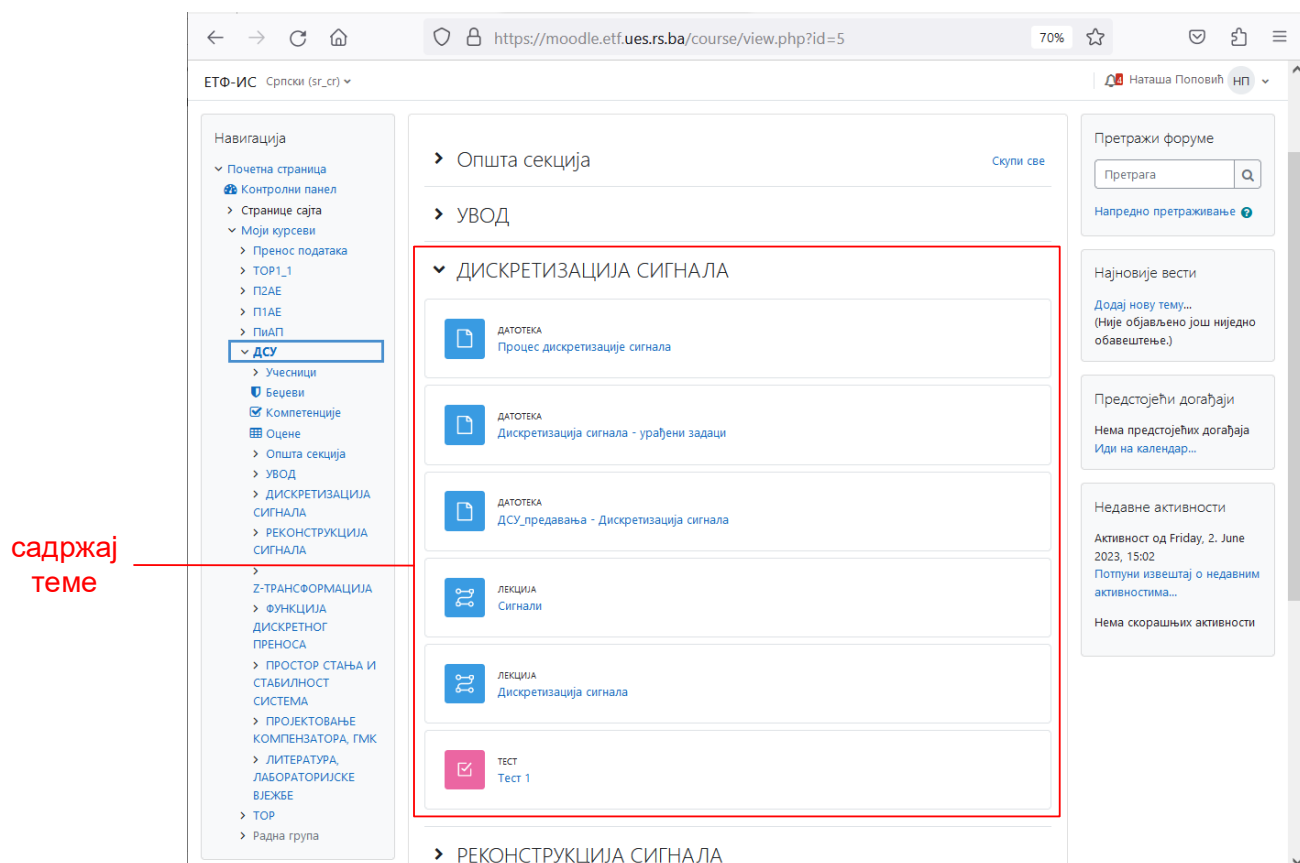 https://moodle.etf.ues.rs.ba/course/view.php?id=5
70%
ЕТФ-ИС Српски (sr_cr)
4 Наташа Поповић НП
Навигација
Почетна страница
Контролни панел
Странице сајта
Моји курсеви
Пренос података
ТОР1_1
П2АЕ
П1АЕ
ПиАП
ДСУ
Учесници
Беџеви
Компетенције
Оцене
Општа секција
УВОД
ДИСКРЕТИЗАЦИЈА
СИГНАЛА
РЕКОНСТРУКЦИЈА
СИГНАЛА
Z-ТРАНСФОРМАЦИЈА
ФУНКЦИЈА
ДИСКРЕТНОГ
ПРЕНОСА
ПРОСТОР СТАЊА И
СТАБИЛНОСТ
СИСТЕМА
ПРОЈЕКТОВАЊЕ
КОМПЕНЗАТОРА, ГМК
ЛИТЕРАТУРА,
ЛАБОРАТОРИЈСКЕ
ВЈЕЖБЕ
ТОР
Радна група
садржај
теме
Општа секција
Скупи све
УВОД
ДИСКРЕТИЗАЦИЈА СИГНАЛА
ДАТОТЕКА
Процес дискретизације сигнала
ДАТОТЕКА
Дискретизација сигнала - урађени задаци
ДАТОТЕКА
ДСУ_предавања - Дискретизација сигнала
ЛЕКЦИЈА
Сигнали
ЛЕКЦИЈА
Дискретизација сигнала
ТЕСТ
Тест 1
РЕКОНСТРУКЦИЈА СИГНАЛА
Претражи форуме
Претрага
Напредно претраживање
Најновије вести
Додај нову тему...
(Није објављено још ниједно
обавештење.)
Предстојећи догађаји
Нема предстојећих догађаја
Иди на календар...
Недавне активности
Активност од Friday, 2. June
2023, 15:02
Потпуни извештај о недавним
активностима...
Нема скорашњих активности